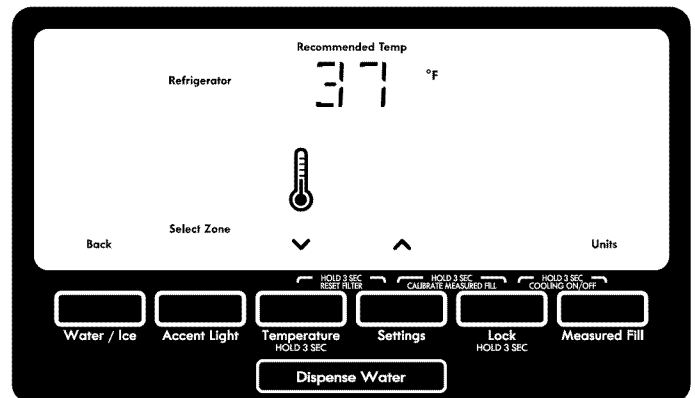 Recommended Temp
Refrigerator 37 °F
Select Zone
Back Units
HOLD 3 SEC HOLD 3 SEC HOLD 3 SEC
RESET FILTER CALIBRATE MEASURED FILL COOLING ON/OFF
Water / Ice Accent Light Temperature Settings Lock Measured Fill
HOLD 3 SEC HOLD 3 SEC
Dispense Water